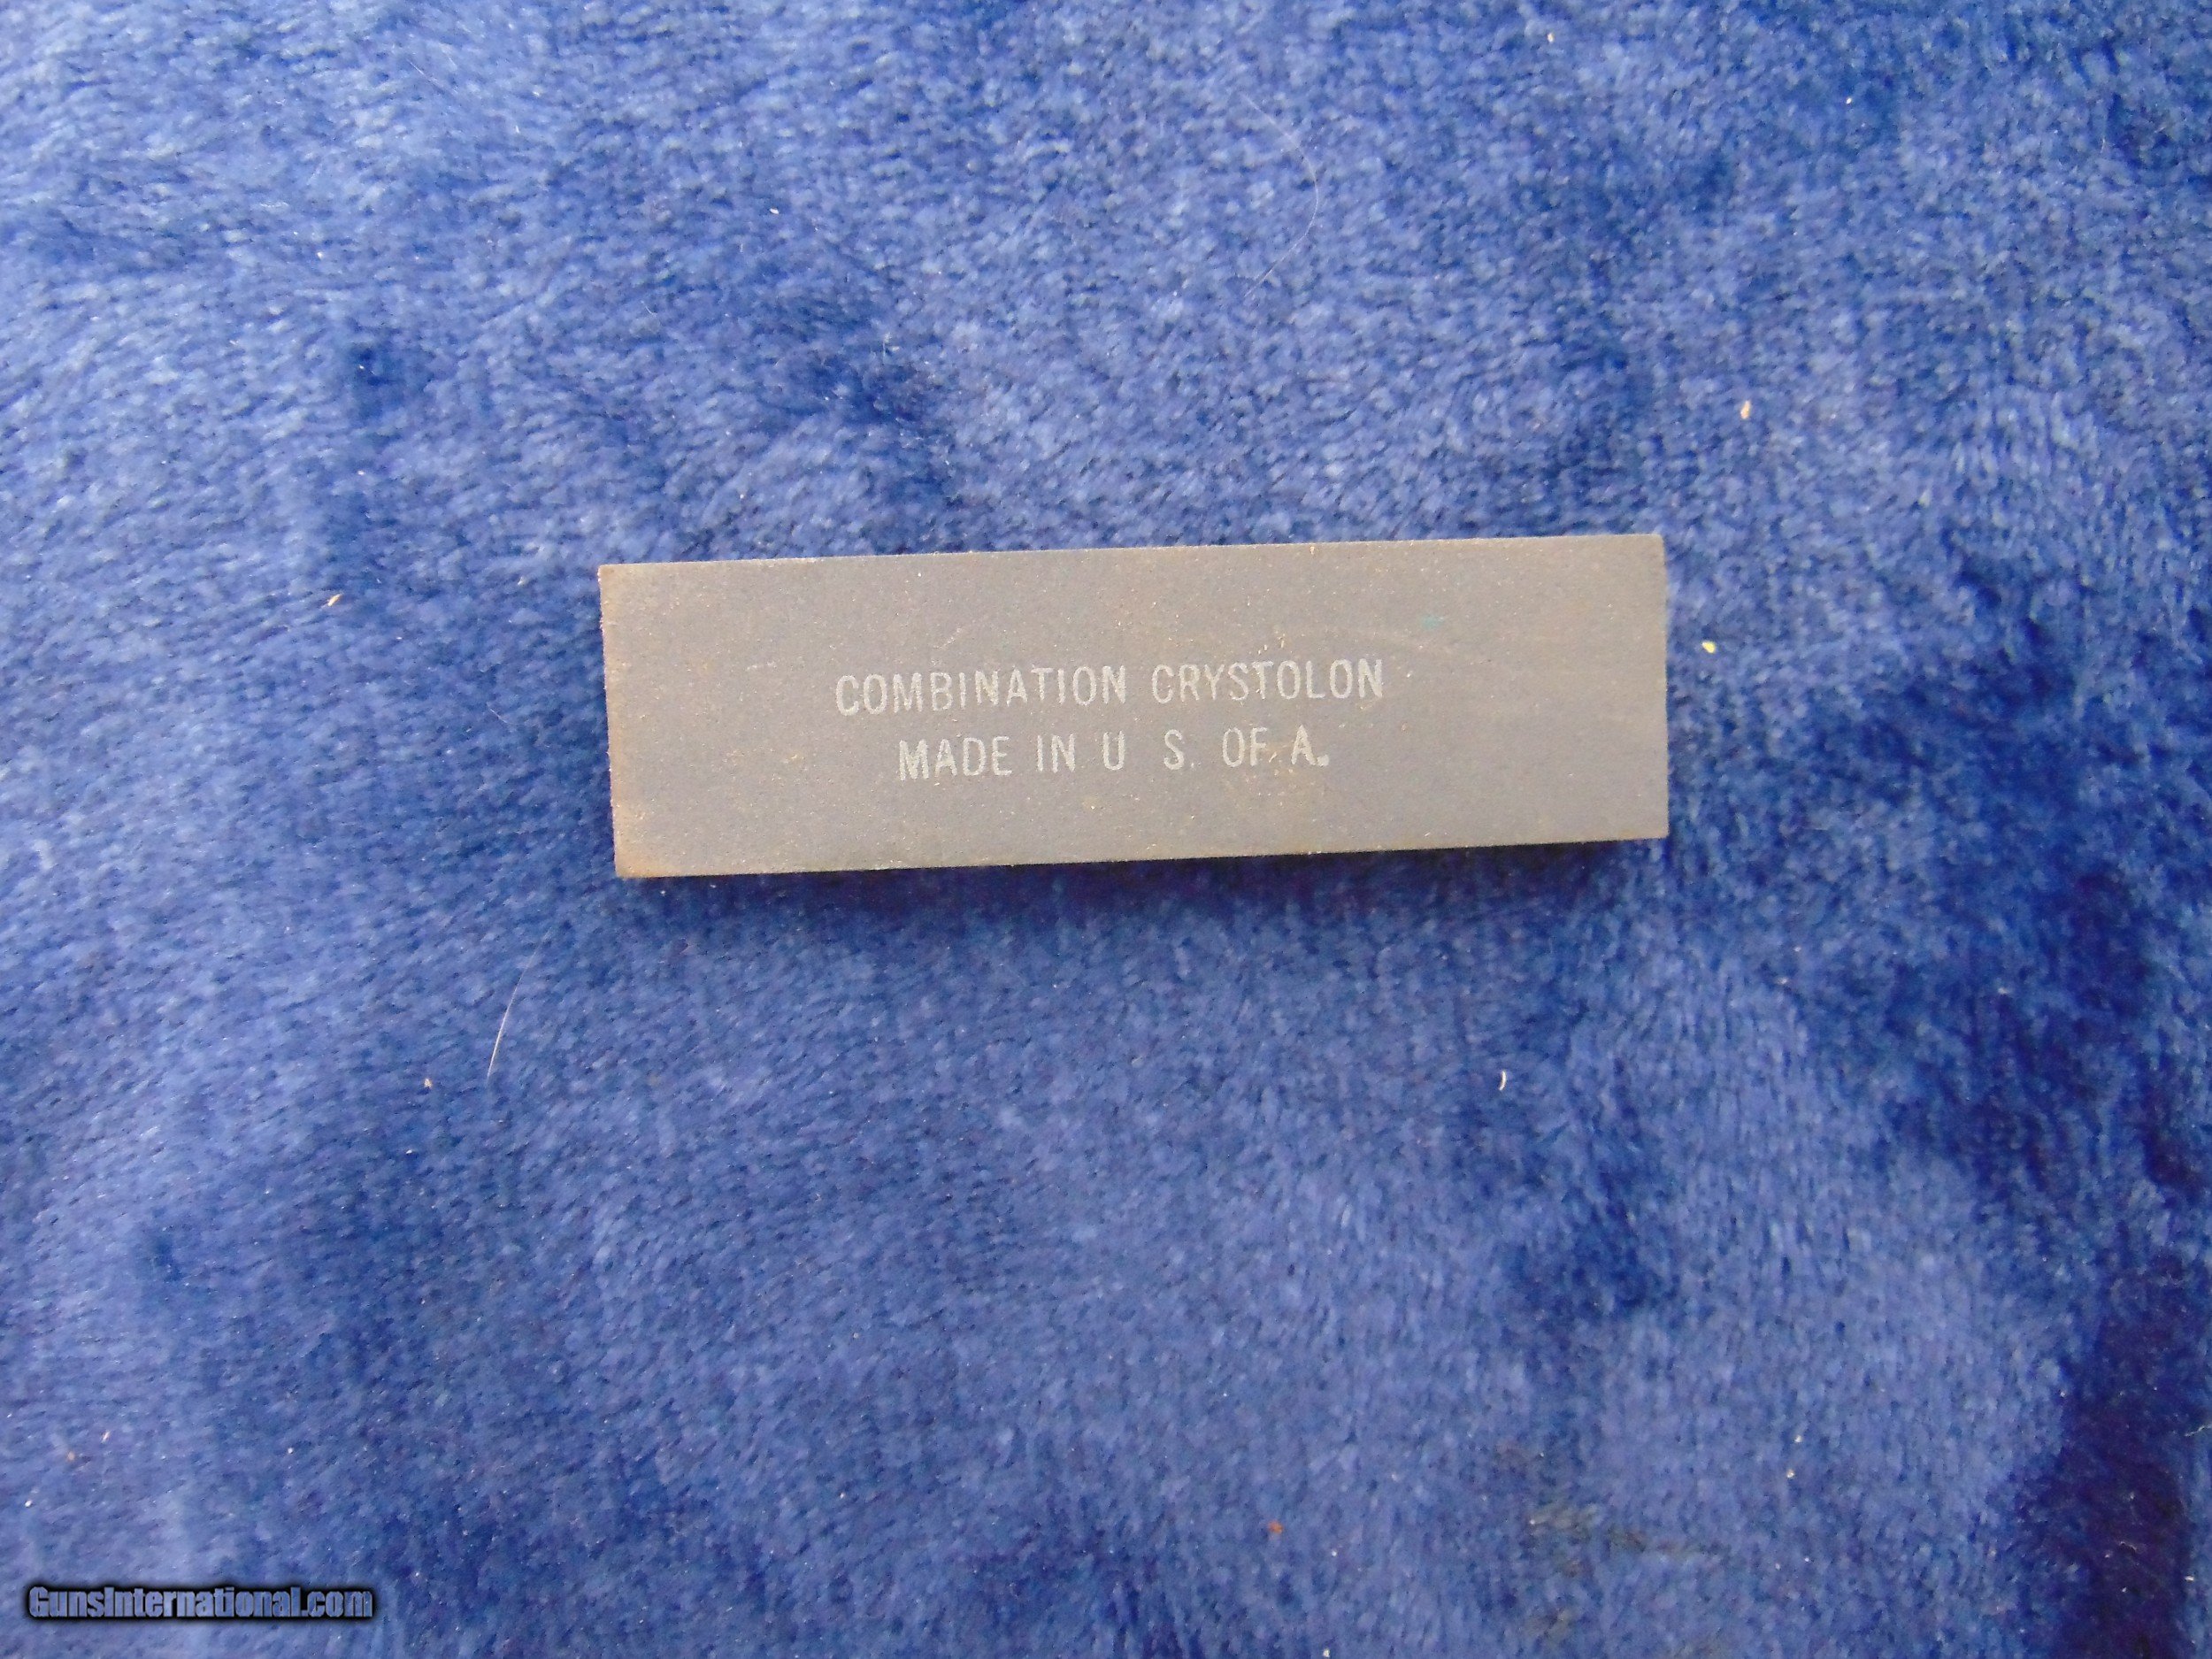 COMBINATION CRYSTOLON
MADE IN U S. OF A.
GunsInternational.com